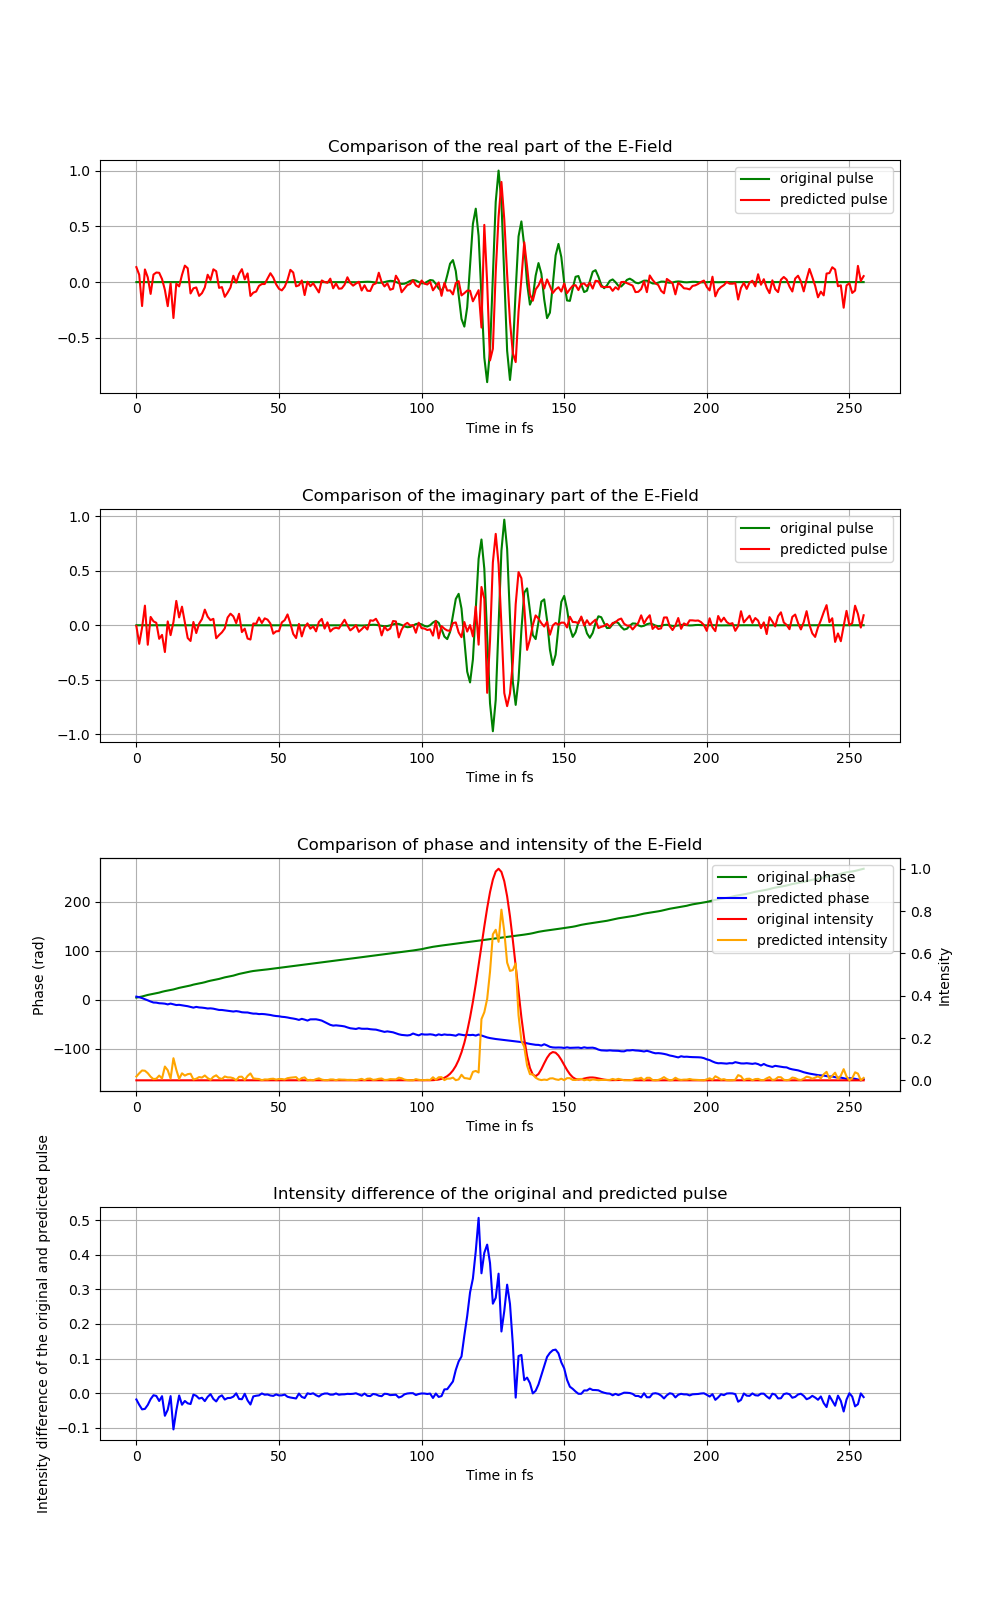 Comparison of the real part of the E-Field
1.0
0.5
0.0
−0.5
original pulse
predicted pulse
0 50 100 150 200 250
Time in fs
Comparison of the imaginary part of the E-Field
1.0
0.5
0.0
−0.5
−1.0
original pulse
predicted pulse
0 50 100 150 200 250
Time in fs
Comparison of phase and intensity of the E-Field
Phase (rad)
200
100
0
−100
original phase
predicted phase
original intensity
predicted intensity
1.0
0.8
0.6
0.4
0.2
0.0
Intensity
0 50 100 150 200 250
Time in fs
Intensity difference of the original and predicted pulse
Intensity difference of the original and predicted pulse
0.5
0.4
0.3
0.2
0.1
0.0
−0.1
0 50 100 150 200 250
Time in fs